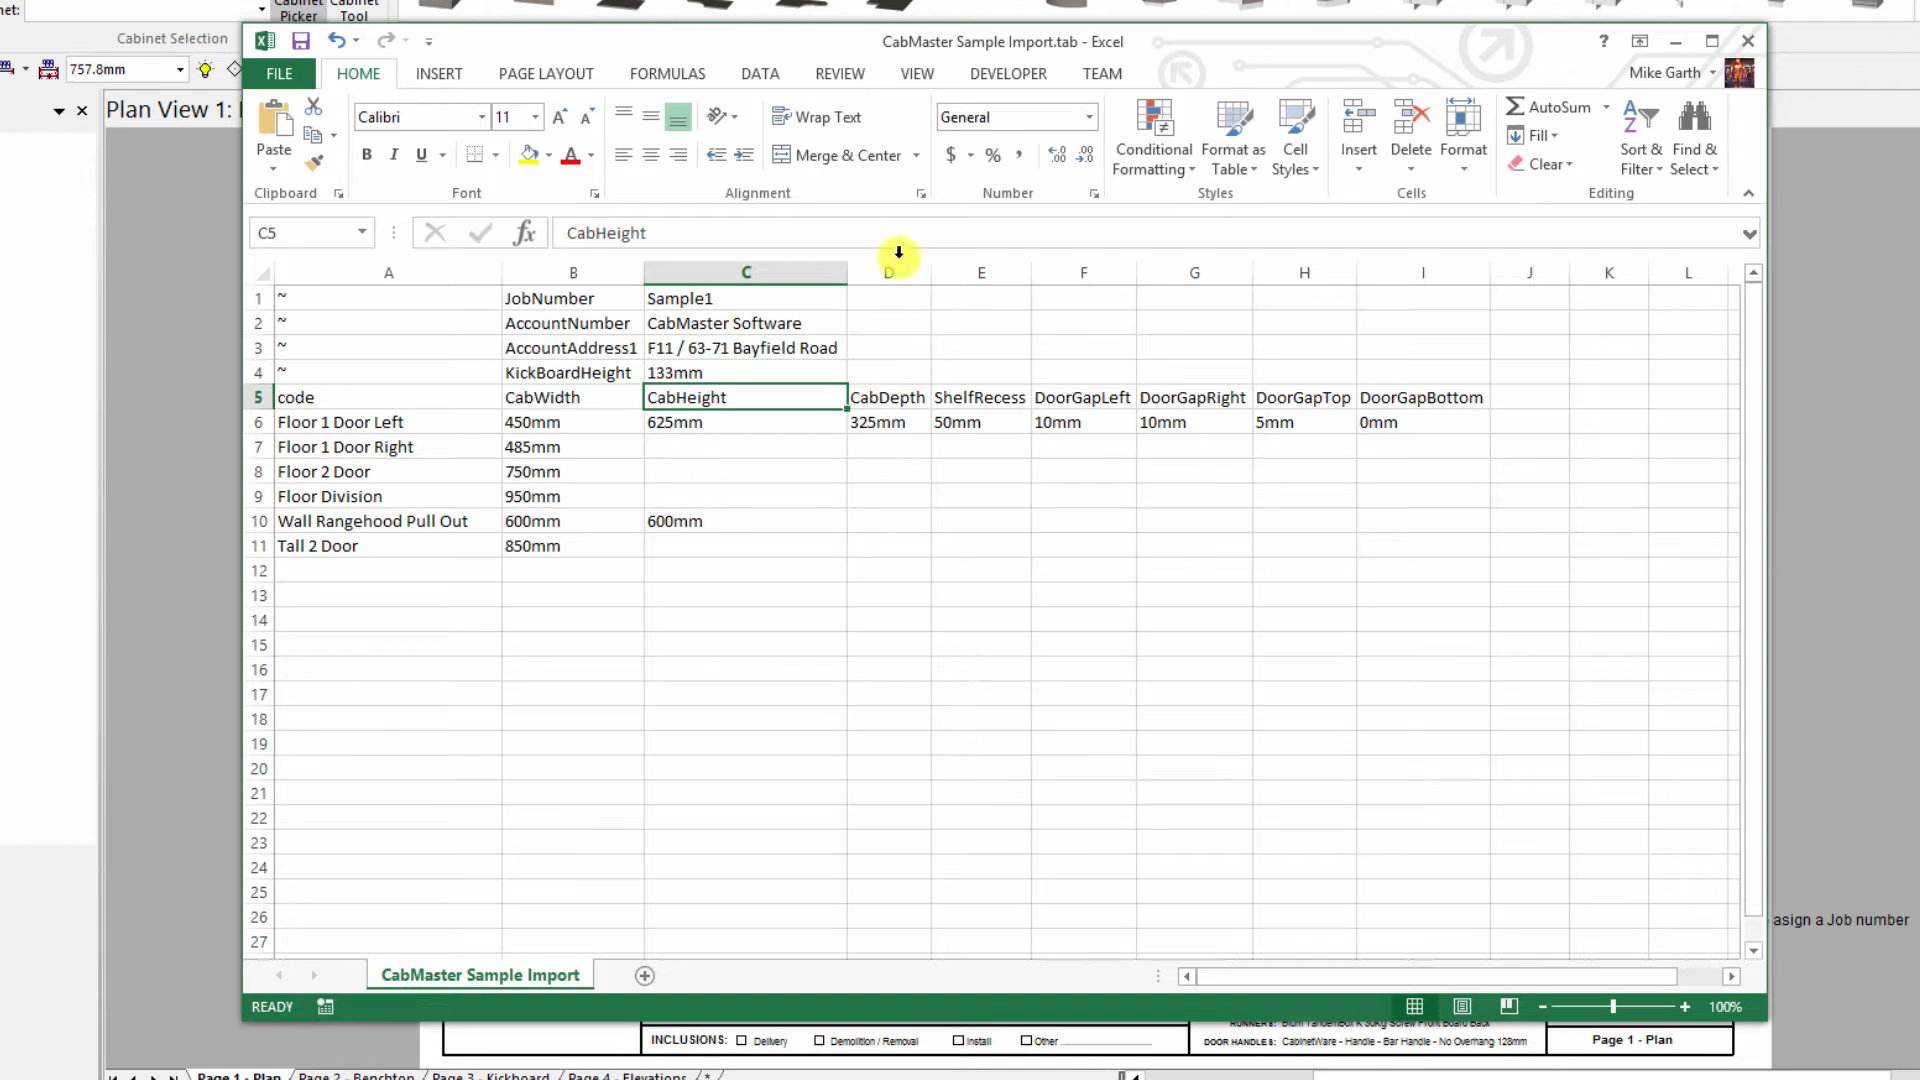 net:
Cabinet Picker
Cabinet Tool
Cabinet Selection
CabMaster Sample Import.tab - Excel
?
757.8mm
FILE HOME INSERT PAGE LAYOUT FORMULAS DATA REVIEW VIEW DEVELOPER TEAM Mike Garth
Plan View 1:
Paste
Calibri 11
Wrap Text
General
Conditional Formatting
Format as Table
Cell Styles
Insert Delete Format
AutoSum
Fill
Clear
Sort & Filter
Find & Select
B I U A Merge & Center $ % ,
Clipboard Font Alignment Number Styles Cells Editing
C5 fx CabHeight
A B C D E F G H I J K L
1 ~ JobNumber Sample1
2 ~ AccountNumber CabMaster Software
3 ~ AccountAddress1 F11 / 63-71 Bayfield Road
4 ~ KickBoardHeight 133mm
5 code CabWidth CabHeight CabDepth ShelfRecess DoorGapLeft DoorGapRight DoorGapTop DoorGapBottom
6 Floor 1 Door Left 450mm 625mm 325mm 50mm 10mm 10mm 5mm 0mm
7 Floor 1 Door Right 485mm
8 Floor 2 Door 750mm
9 Floor Division 950mm
10 Wall Rangehood Pull Out 600mm 600mm
11 Tall 2 Door 850mm
12
13
14
15
16
17
18
19
20
21
22
23
24
25
26
27
asign a Job number
CabMaster Sample Import
READY 100%
RUNNERS: Blum Tandembox K 30Kg Screw Front Board Back
INCLUSIONS: Delivery Demolition / Removal Install Other
DOOR HANDLES: CabinetWare - Handle - Bar Handle - No Overhang 128mm
Page 1 - Plan
Page 1 - Plan Page 2 - Benchtop Page 3 - Kickboard Page 4 - Elevations *